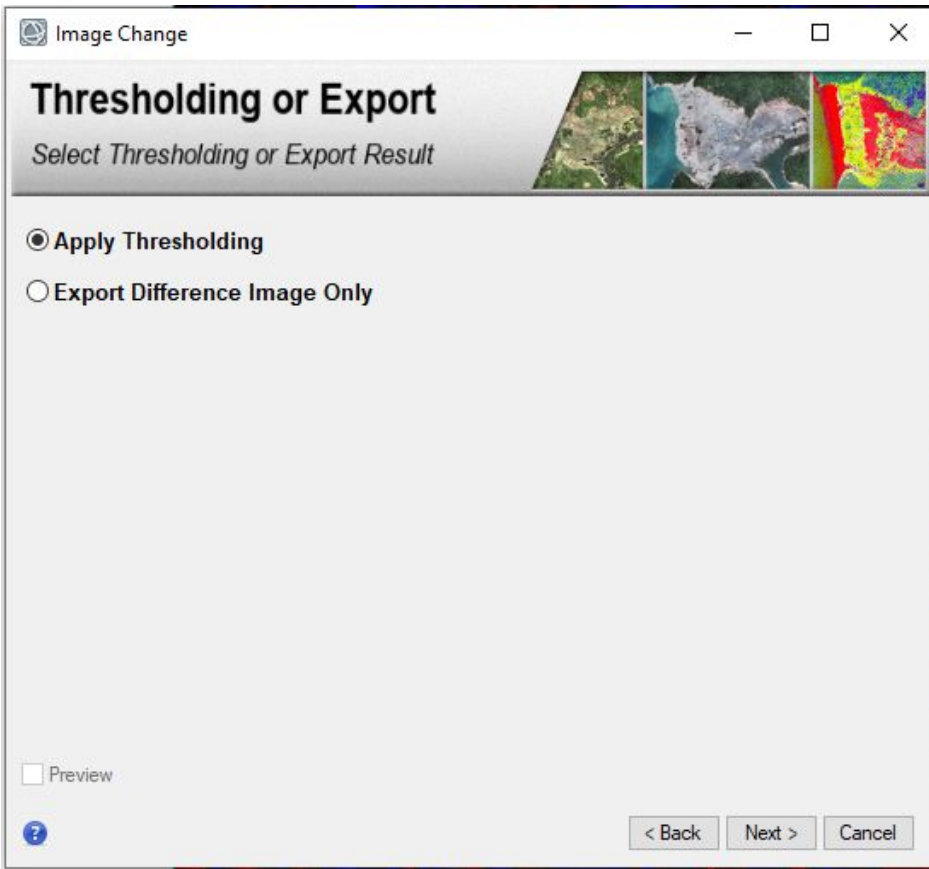 Image Change
Thresholding or Export
Select Thresholding or Export Result
Apply Thresholding
Export Difference Image Only
Preview
?
< Back Next > Cancel